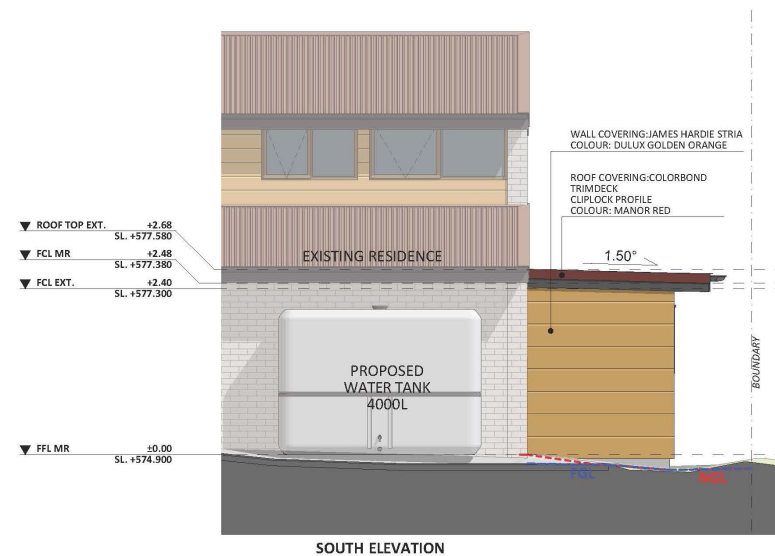 WALL COVERING:JAMES HARDIE STRIA
COLOUR: DULUX GOLDEN ORANGE
ROOF COVERING:COLORBOND
TRIMDECK
CLIPLOCK PROFILE
COLOUR: MANOR RED
ROOF TOP EXT. +2.68
SL. +577.580
FCL MR +2.48
SL. +577.380
FCL EXT. +2.40
SL. +577.300
EXISTING RESIDENCE
1.50°
PROPOSED
WATER TANK
4000L
BOUNDARY
FFL MR ±0.00
SL. +574.900
FGL
NGL
SOUTH ELEVATION